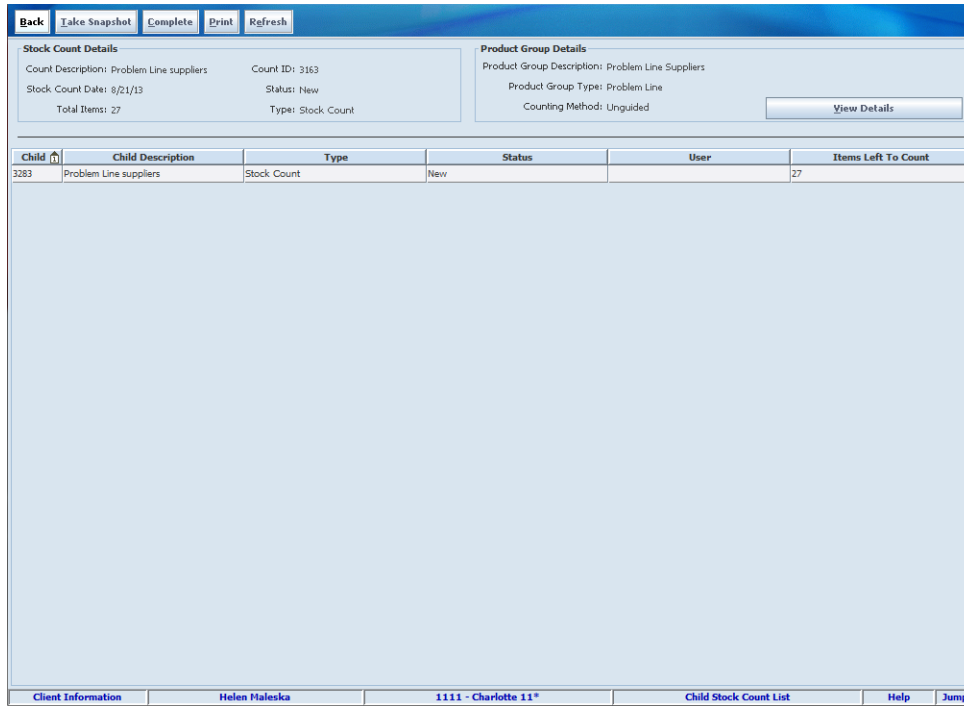 Back Take Snapshot Complete Print Refresh
Stock Count Details
Count Description: Problem Line suppliers Count ID: 3163
Stock Count Date: 8/21/13 Status: New
Total Items: 27 Type: Stock Count
Product Group Details
Product Group Description: Problem Line Suppliers
Product Group Type: Problem Line
Counting Method: Unguided View Details
Child 1 Child Description Type Status User Items Left To Count
3283 Problem Line suppliers Stock Count New 27
Client Information Helen Maleska 1111 - Charlotte 11* Child Stock Count List Help Jump